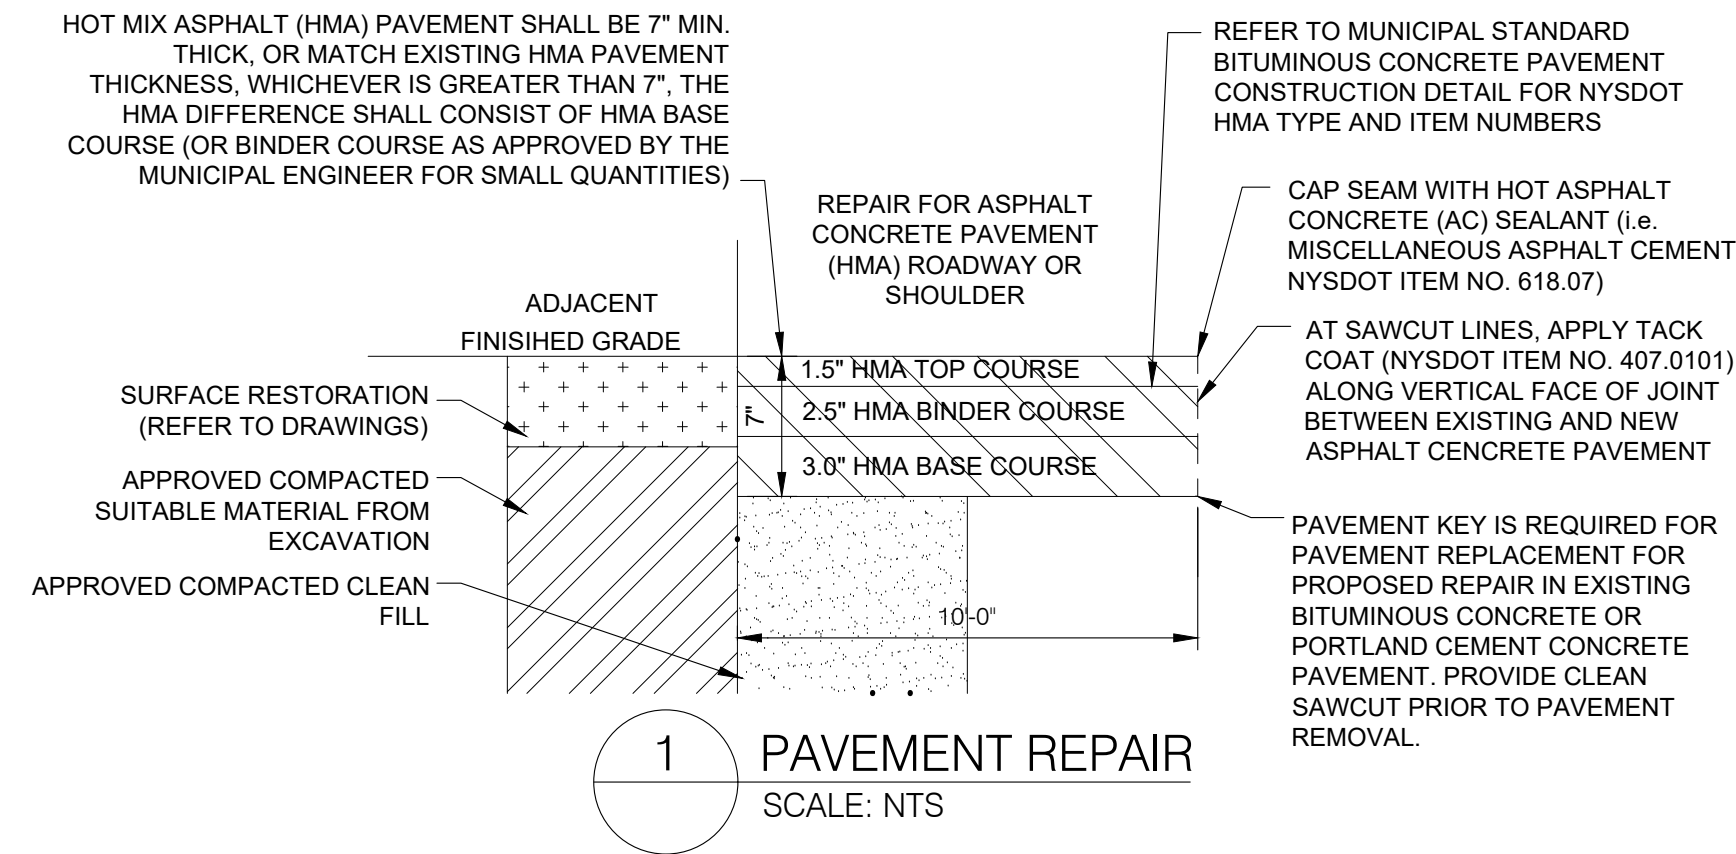 HOT MIX ASPHALT (HMA) PAVEMENT SHALL BE 7" MIN.
THICK, OR MATCH EXISTING HMA PAVEMENT
THICKNESS, WHICHEVER IS GREATER THAN 7", THE
HMA DIFFERENCE SHALL CONSIST OF HMA BASE
COURSE (OR BINDER COURSE AS APPROVED BY THE
MUNICIPAL ENGINEER FOR SMALL QUANTITIES)
REFER TO MUNICIPAL STANDARD
BITUMINOUS CONCRETE PAVEMENT
CONSTRUCTION DETAIL FOR NYSDOT
HMA TYPE AND ITEM NUMBERS
REPAIR FOR ASPHALT
CONCRETE PAVEMENT
(HMA) ROADWAY OR
SHOULDER
CAP SEAM WITH HOT ASPHALT
CONCRETE (AC) SEALANT (i.e.
MISCELLANEOUS ASPHALT CEMENT
NYSDOT ITEM NO. 618.07)
ADJACENT
FINISIHED GRADE
AT SAWCUT LINES, APPLY TACK
COAT (NYSDOT ITEM NO. 407.0101)
ALONG VERTICAL FACE OF JOINT
BETWEEN EXISTING AND NEW
ASPHALT CENCRETE PAVEMENT
1.5" HMA TOP COURSE
2.5" HMA BINDER COURSE
3.0" HMA BASE COURSE
7"
SURFACE RESTORATION
(REFER TO DRAWINGS)
APPROVED COMPACTED
SUITABLE MATERIAL FROM
EXCAVATION
APPROVED COMPACTED CLEAN
FILL
10'-0"
PAVEMENT KEY IS REQUIRED FOR
PAVEMENT REPLACEMENT FOR
PROPOSED REPAIR IN EXISTING
BITUMINOUS CONCRETE OR
PORTLAND CEMENT CONCRETE
PAVEMENT. PROVIDE CLEAN
SAWCUT PRIOR TO PAVEMENT
REMOVAL.
1
PAVEMENT REPAIR
SCALE: NTS